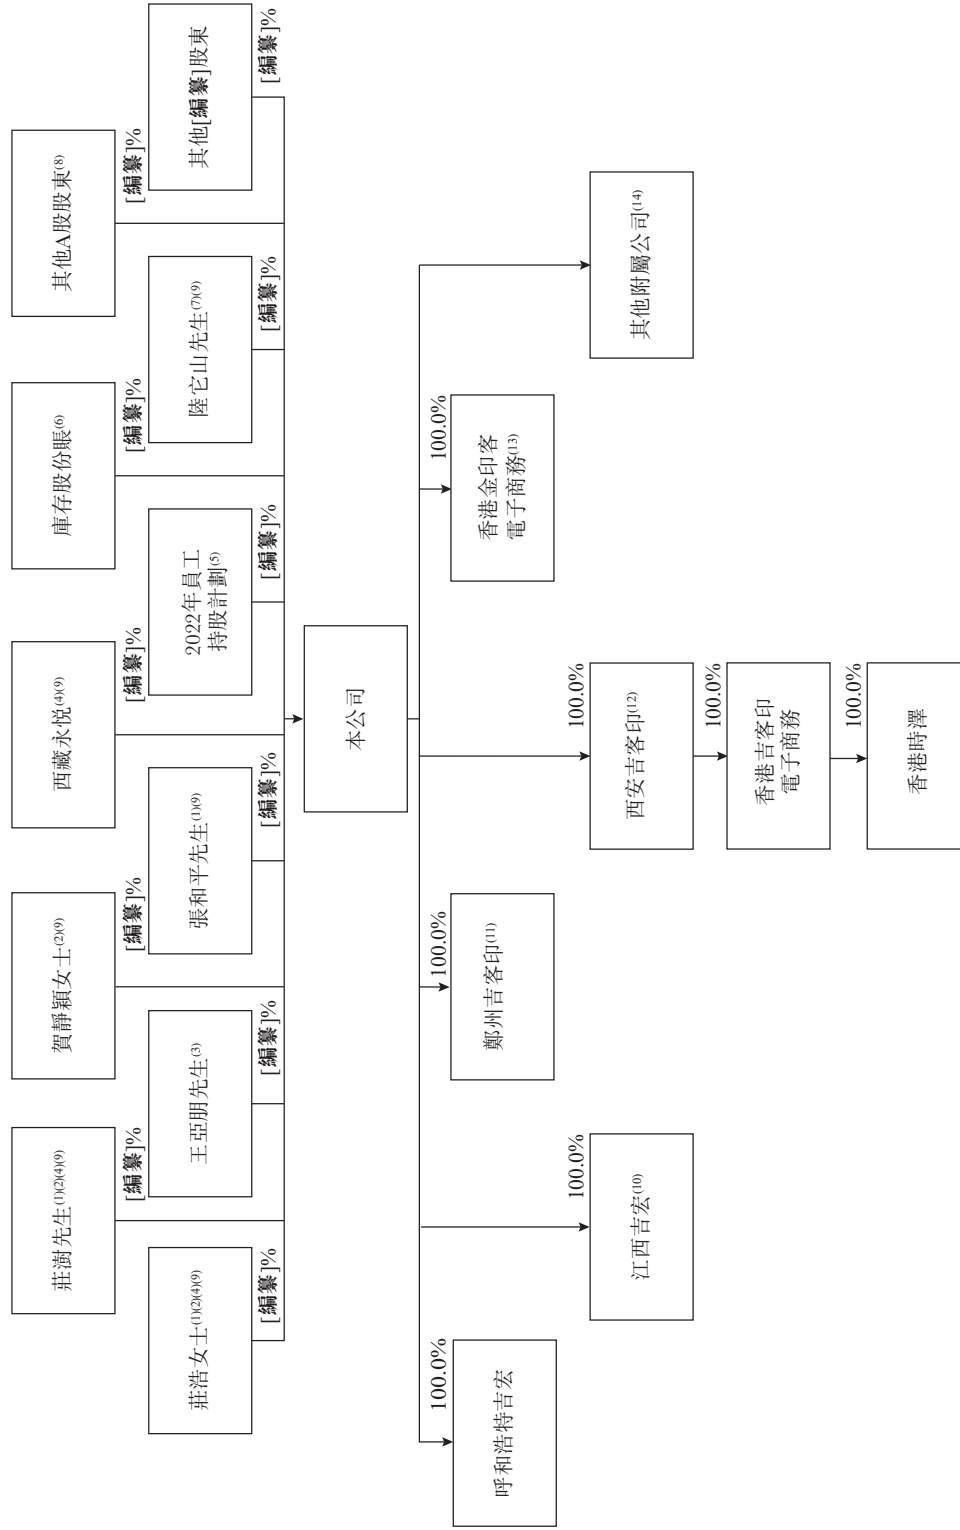 莊澍先生(1)(2)(4)(9)
[編纂]%
賀靜穎女士(2)(9)
[編纂]%
西藏永悦(4)(9)
[編纂]%
庫存股份賬(6)
[編纂]%
其他A股股東(8)
[編纂]%
莊浩女士(1)(2)(4)(9)
[編纂]%
王亞朋先生(3)
[編纂]%
張和平先生(1)(9)
[編纂]%
2022年員工
持股計劃(5)
[編纂]%
陸它山先生(7)(9)
[編纂]%
其他[編纂]股東
[編纂]%
本公司
100.0%
呼和浩特吉宏
100.0%
江西吉宏(10)
100.0%
鄭州吉客印(11)
100.0%
西安吉客印(12)
100.0%
香港吉客印
電子商務
100.0%
香港時澤
100.0%
香港金印客
電子商務(13)
其他附屬公司(14)